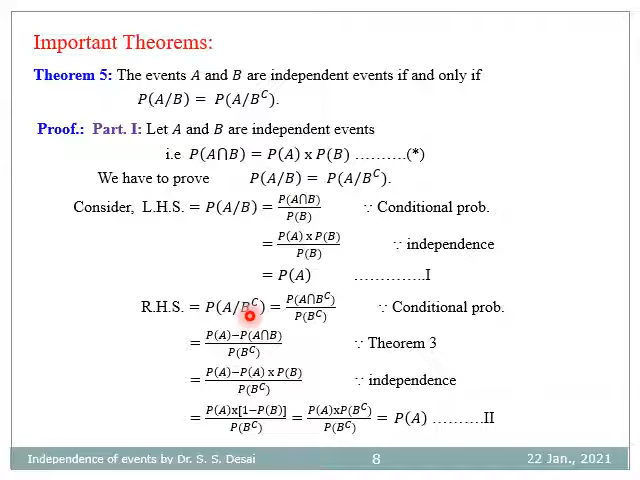 Important Theorems:
Theorem 5: The events A and B are independent events if and only if
P(A/B) = P(A/B^C).
Proof.: Part. I: Let A and B are independent events
i.e P(A⋂B) = P(A) x P(B) ……….(*)
We have to prove P(A/B) = P(A/B^C).
Consider, L.H.S. = P(A/B) = P(A⋂B)/P(B) ∵ Conditional prob.
= P(A) x P(B)/P(B) ∵ independence
= P(A) ………….I
R.H.S. = P(A/B^C) = P(A⋂B^C)/P(B^C) ∵ Conditional prob.
= P(A)−P(A⋂B)/P(B^C) ∵ Theorem 3
= P(A)−P(A) x P(B)/P(B^C) ∵ independence
= P(A)x[1−P(B)]/P(B^C) = P(A)xP(B^C)/P(B^C) = P(A) ……….II
Independence of events by Dr. S. S. Desai 8 22 Jan., 2021